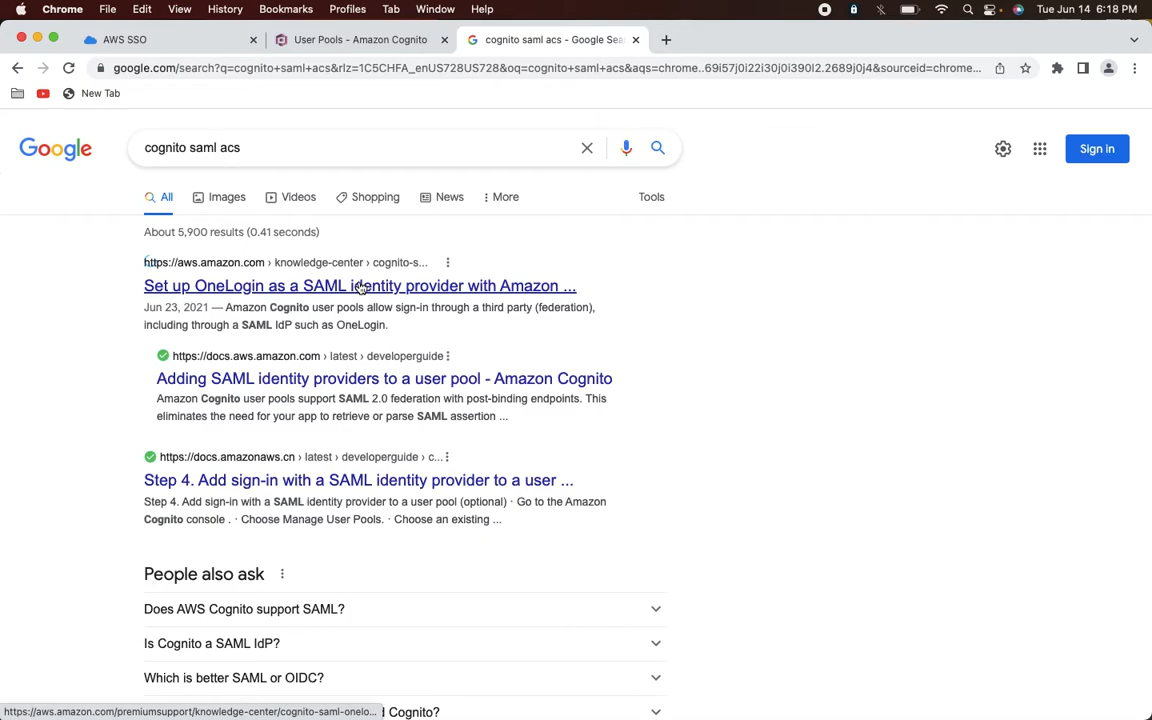 Chrome File Edit View History Bookmarks Profiles Tab Window Help Tue Jun 14 6:18 PM
AWS SSO User Pools - Amazon Cognito cognito saml acs - Google Sea
google.com/search?q=cognito+saml+acs&rlz=1C5CHFA_enUS728US728&oq=cognito+saml+acs&aqs=chrome..69i57j0i22i30j0i390l2.2689j0j4&sourceid=chrome...
New Tab
Google cognito saml acs Sign in
All Images Videos Shopping News More Tools
About 5,900 results (0.41 seconds)
https://aws.amazon.com › knowledge-center › cognito-s...
Set up OneLogin as a SAML identity provider with Amazon ...
Jun 23, 2021 — Amazon Cognito user pools allow sign-in through a third party (federation),
including through a SAML IdP such as OneLogin.
https://docs.aws.amazon.com › latest › developerguide
Adding SAML identity providers to a user pool - Amazon Cognito
Amazon Cognito user pools support SAML 2.0 federation with post-binding endpoints. This
eliminates the need for your app to retrieve or parse SAML assertion ...
https://docs.amazonaws.cn › latest › developerguide › c...
Step 4. Add sign-in with a SAML identity provider to a user ...
Step 4. Add sign-in with a SAML identity provider to a user pool (optional) · Go to the Amazon
Cognito console . · Choose Manage User Pools. · Choose an existing ...
People also ask
Does AWS Cognito support SAML?
Is Cognito a SAML IdP?
Which is better SAML or OIDC?
Cognito?
https://aws.amazon.com/premiumsupport/knowledge-center/cognito-saml-onelo...